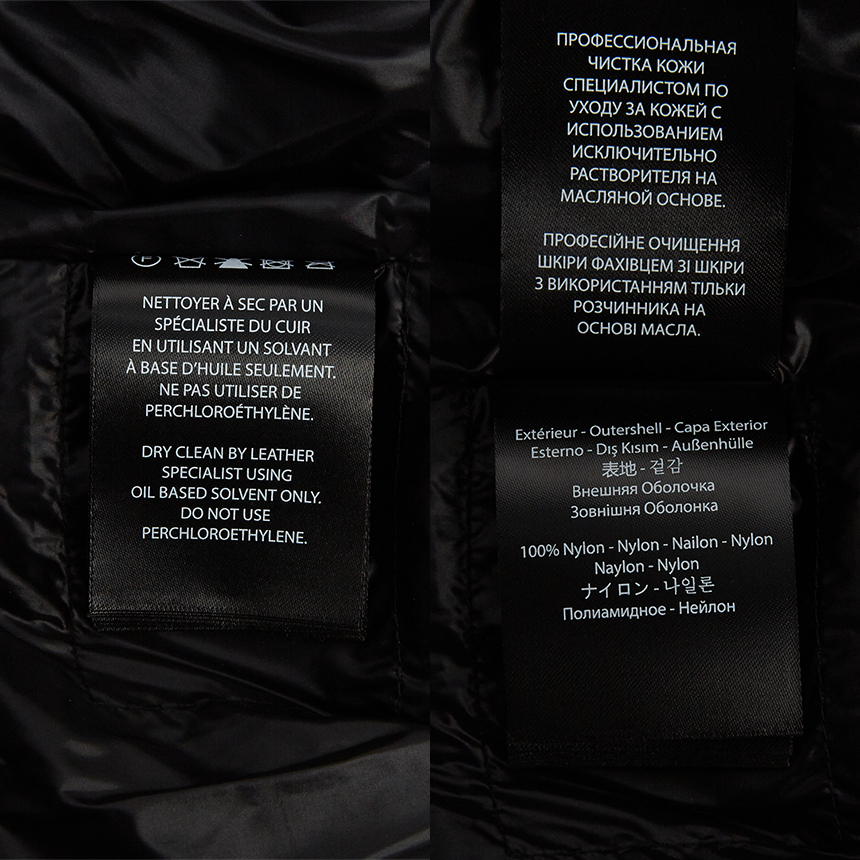 NETTOYER À SEC PAR UN
SPÉCIALISTE DU CUIR
EN UTILISANT UN SOLVANT
À BASE D'HUILE SEULEMENT.
NE PAS UTILISER DE
PERCHLOROÉTHYLÈNE.
DRY CLEAN BY LEATHER
SPECIALIST USING
OIL BASED SOLVENT ONLY.
DO NOT USE
PERCHLOROETHYLENE.
ПРОФЕССИОНАЛЬНАЯ
ЧИСТКА КОЖИ
СПЕЦИАЛИСТОМ ПО
УХОДУ ЗА КОЖЕЙ С
ИСПОЛЬЗОВАНИЕМ
ИСКЛЮЧИТЕЛЬНО
РАСТВОРИТЕЛЯ НА
МАСЛЯНОЙ ОСНОВЕ.
ПРОФЕСІЙНЕ ОЧИЩЕННЯ
ШКІРИ ФАХІВЦЕМ ЗІ ШКІРИ
З ВИКОРИСТАННЯМ ТІЛЬКИ
РОЗЧИННИКА НА
ОСНОВІ МАСЛА.
Extérieur - Outershell - Capa Exterior
Esterno - Dış Kısım - Außenhülle
表地 - 겉감
Внешняя Оболочка
Зовнішня Оболонка
100% Nylon - Nylon - Nailon - Nylon
Naylon - Nylon
ナイロン - 나일론
Полиамидное - Нейлон